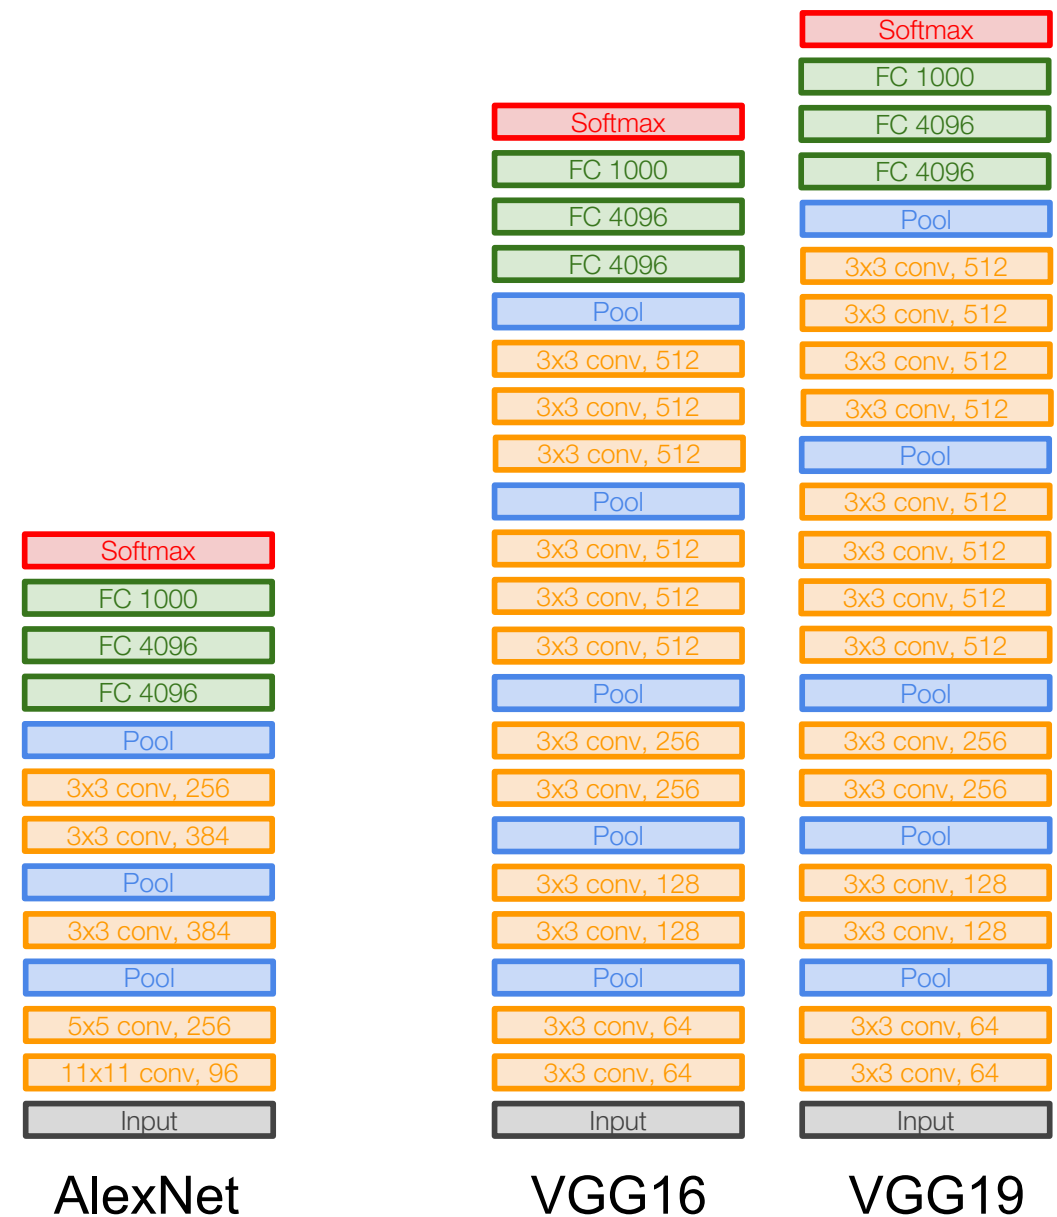 Softmax
FC 1000
FC 4096
FC 4096
Pool
3x3 conv, 256
3x3 conv, 384
Pool
3x3 conv, 384
Pool
5x5 conv, 256
11x11 conv, 96
Input
AlexNet
Softmax
FC 1000
FC 4096
FC 4096
Pool
3x3 conv, 512
3x3 conv, 512
3x3 conv, 512
Pool
3x3 conv, 512
3x3 conv, 512
3x3 conv, 512
Pool
3x3 conv, 256
3x3 conv, 256
Pool
3x3 conv, 128
3x3 conv, 128
Pool
3x3 conv, 64
3x3 conv, 64
Input
VGG16
Softmax
FC 1000
FC 4096
FC 4096
Pool
3x3 conv, 512
3x3 conv, 512
3x3 conv, 512
3x3 conv, 512
Pool
3x3 conv, 512
3x3 conv, 512
3x3 conv, 512
3x3 conv, 512
Pool
3x3 conv, 256
3x3 conv, 256
Pool
3x3 conv, 128
3x3 conv, 128
Pool
3x3 conv, 64
3x3 conv, 64
Input
VGG19